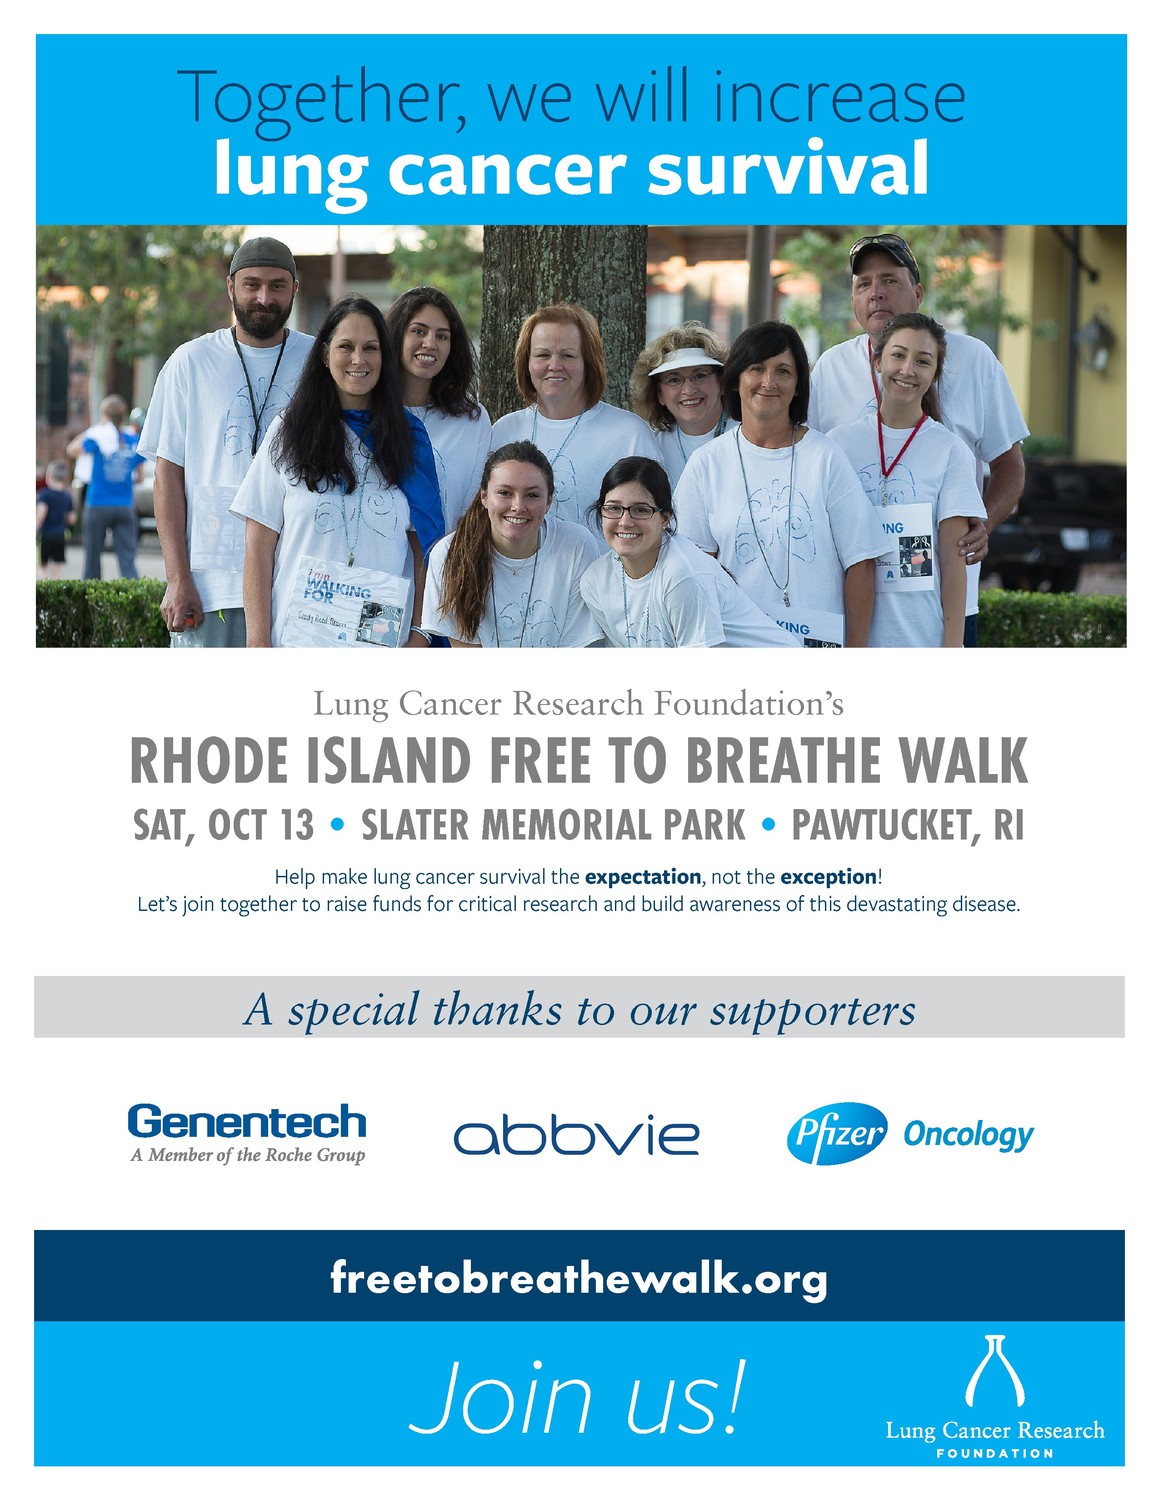 Together, we will increase
lung cancer survival
WALKING
FOR
KING
Lung Cancer Research Foundation's
RHODE ISLAND FREE TO BREATHE WALK
SAT, OCT 13 • SLATER MEMORIAL PARK • PAWTUCKET, RI
Help make lung cancer survival the expectation, not the exception!
Let's join together to raise funds for critical research and build awareness of this devastating disease.
A special thanks to our supporters
Genentech
A Member of the Roche Group
abbvie
Pfizer Oncology
freetobreathewalk.org
Join us!
Lung Cancer Research
FOUNDATION